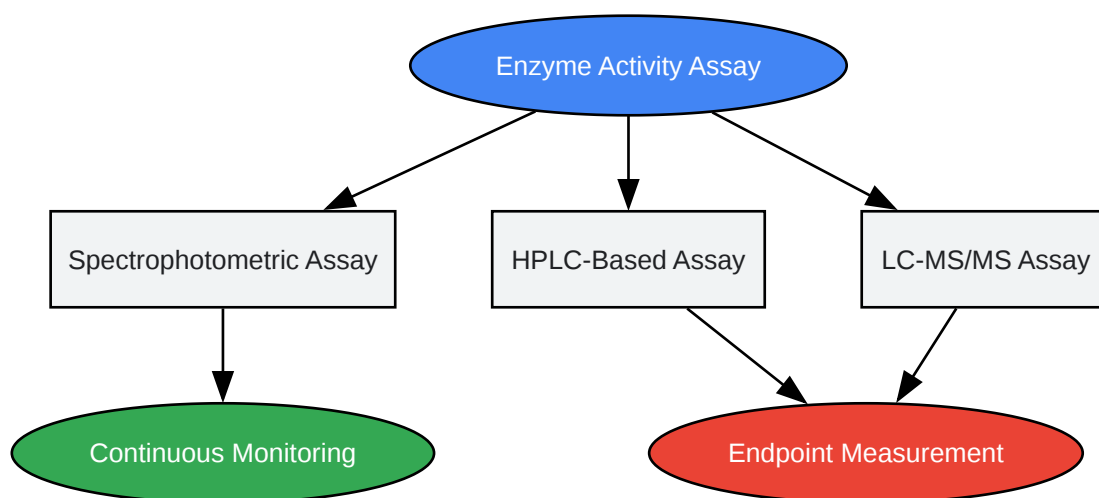 Enzyme Activity Assay
Spectrophotometric Assay
HPLC-Based Assay
LC-MS/MS Assay
Continuous Monitoring
Endpoint Measurement